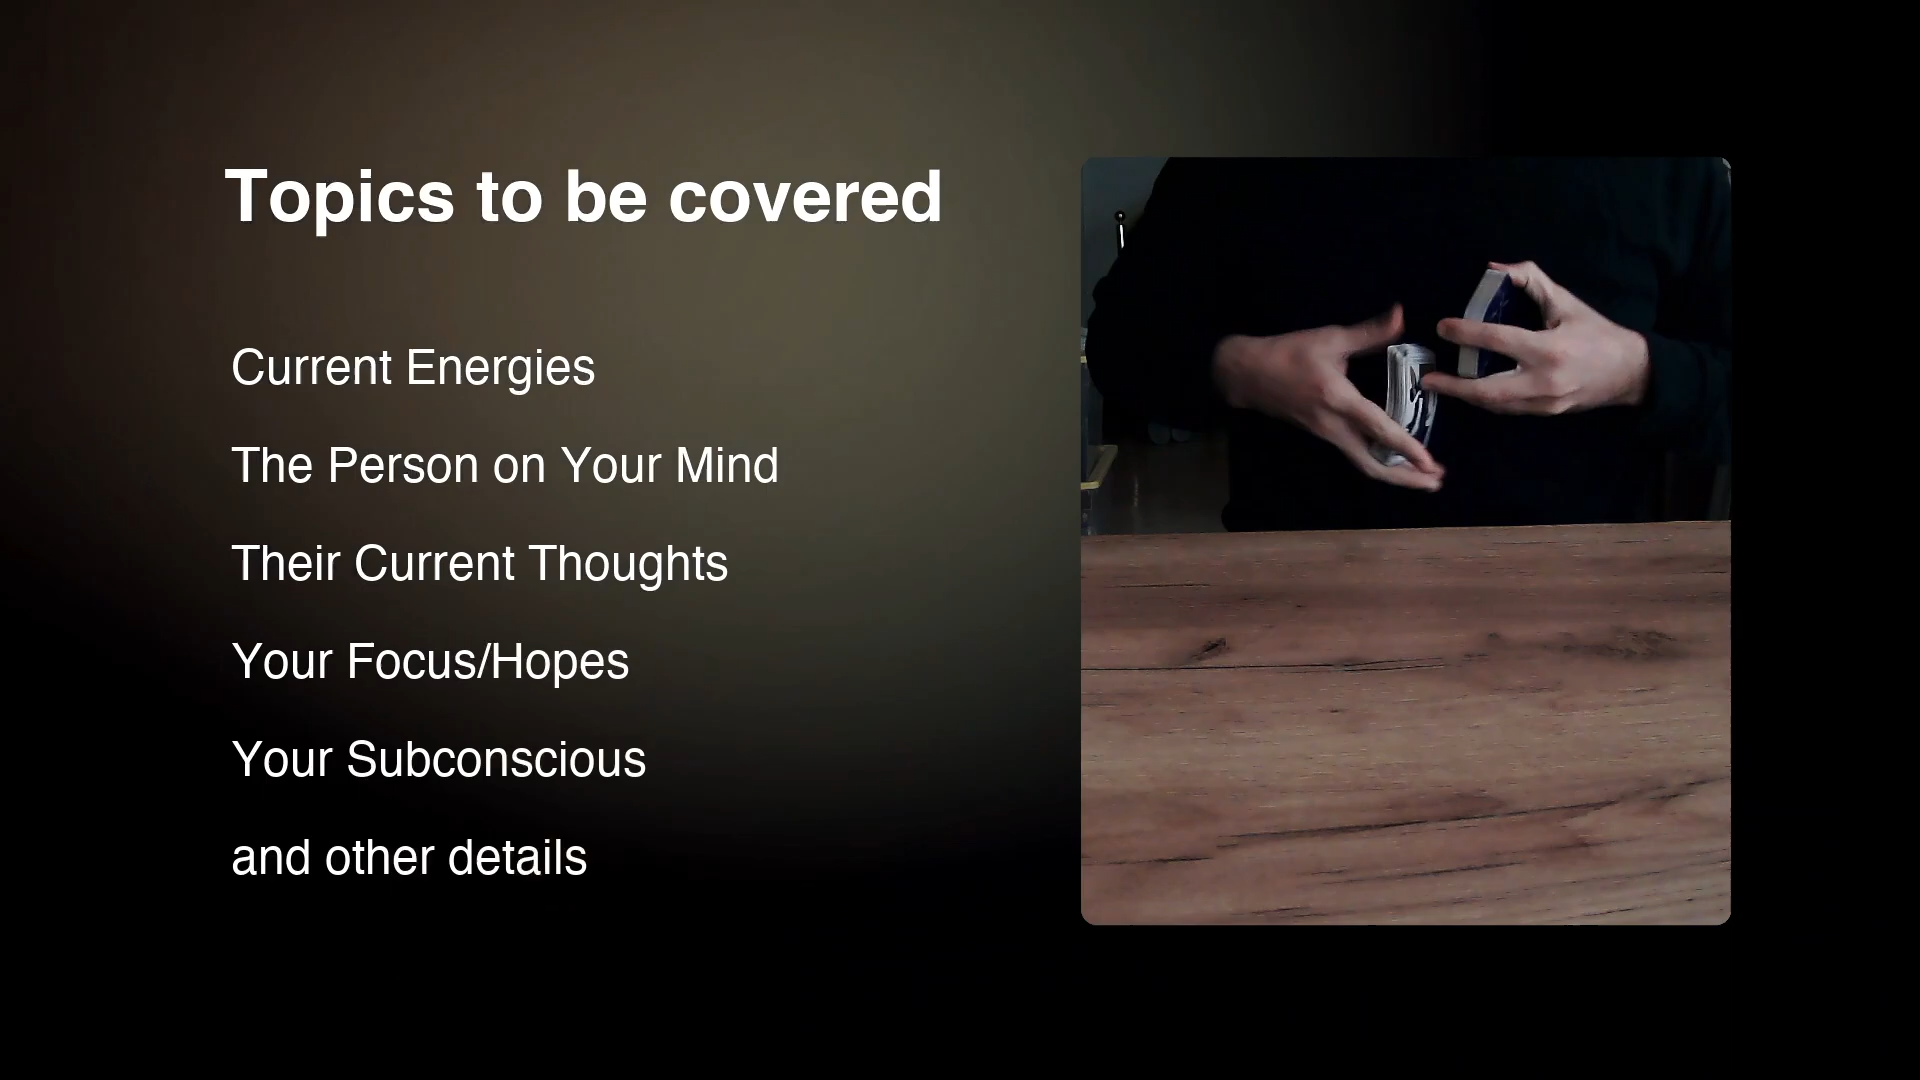 Topics to be covered
Current Energies
The Person on Your Mind
Their Current Thoughts
Your Focus/Hopes
Your Subconscious
and other details